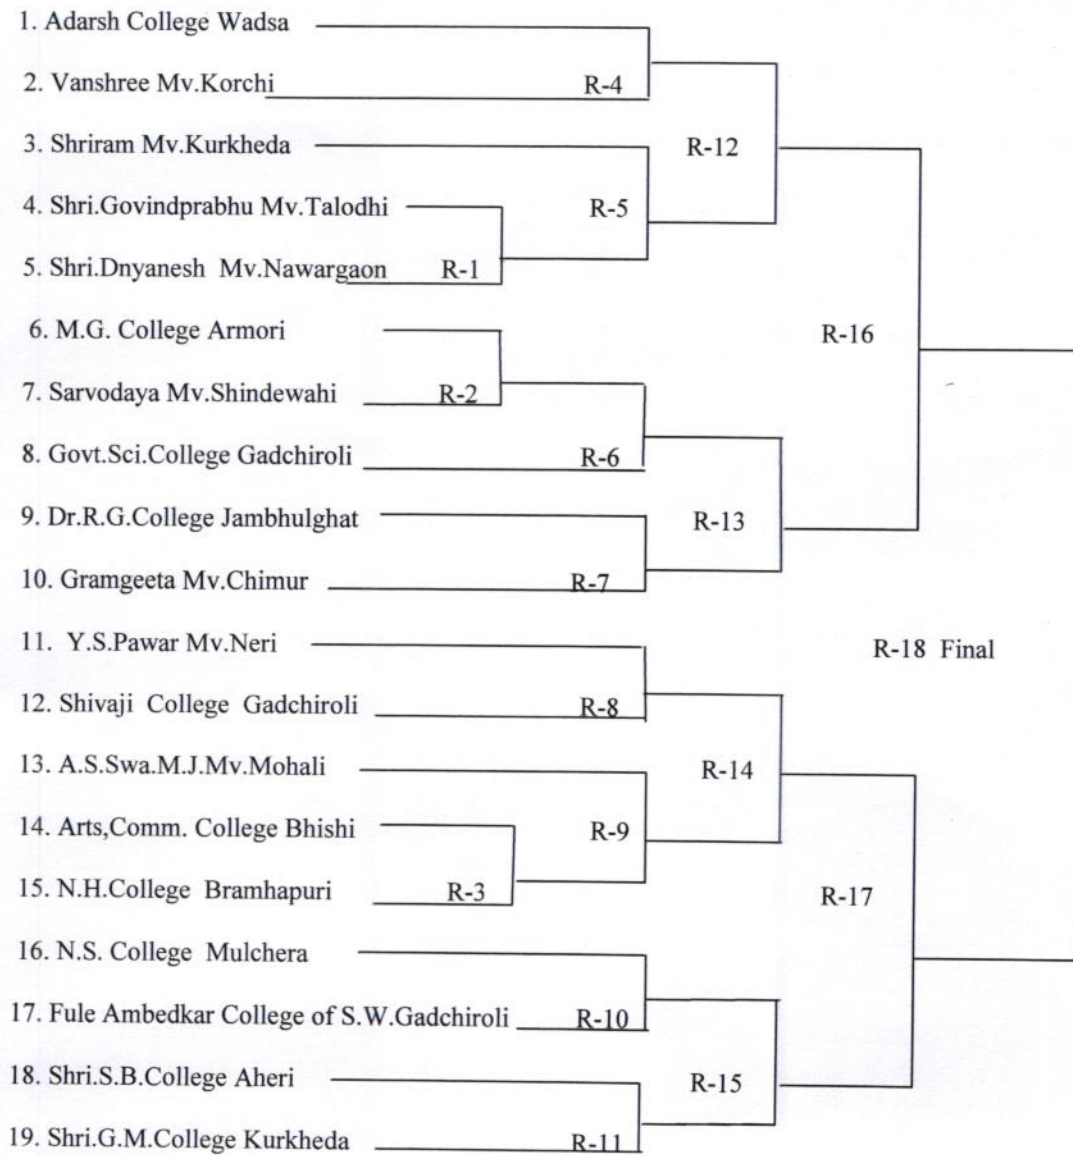 1. Adarsh College Wadsa
2. Vanshree Mv.Korchi
R-4
3. Shriram Mv.Kurkheda
R-12
4. Shri.Govindprabhu Mv.Talodhi
R-5
5. Shri.Dnyanesh Mv.Nawargaon
R-1
6. M.G. College Armori
R-16
7. Sarvodaya Mv.Shindewahi
R-2
8. Govt.Sci.College Gadchiroli
R-6
9. Dr.R.G.College Jambhulghat
R-13
10. Gramgeeta Mv.Chimur
R-7
11. Y.S.Pawar Mv.Neri
R-18 Final
12. Shivaji College Gadchiroli
R-8
13. A.S.Swa.M.J.Mv.Mohali
R-14
14. Arts,Comm. College Bhishi
R-9
15. N.H.College Bramhapuri
R-3
R-17
16. N.S. College Mulchera
17. Fule Ambedkar College of S.W.Gadchiroli
R-10
18. Shri.S.B.College Aheri
R-15
19. Shri.G.M.College Kurkheda
R-11